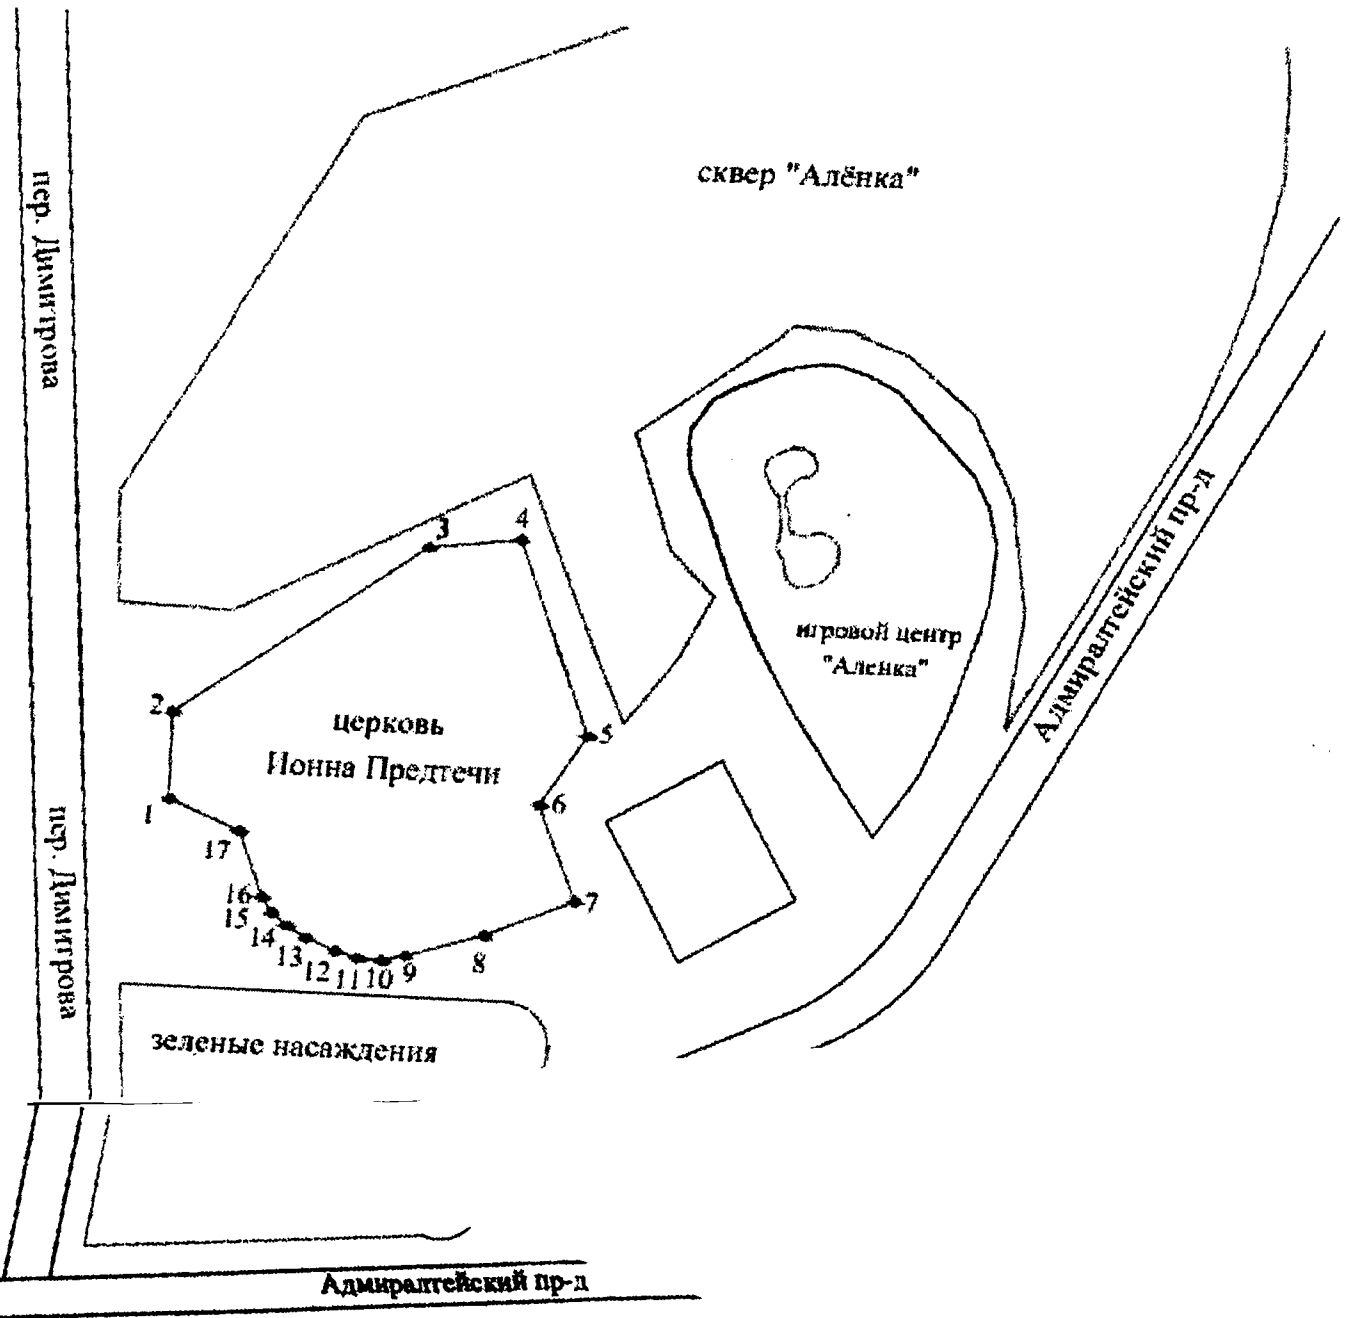 сквер "Алёнка"
пер. Димитрова
3
4
Адмиралтейский пр-д
игровой центр
"Аленка"
2
церковь
5
Ионна Предтечи
6
1
17
пер. Димитрова
16
7
15
14
13
12
11
10
9
8
зеленые насаждения
Адмиралтейский пр-д